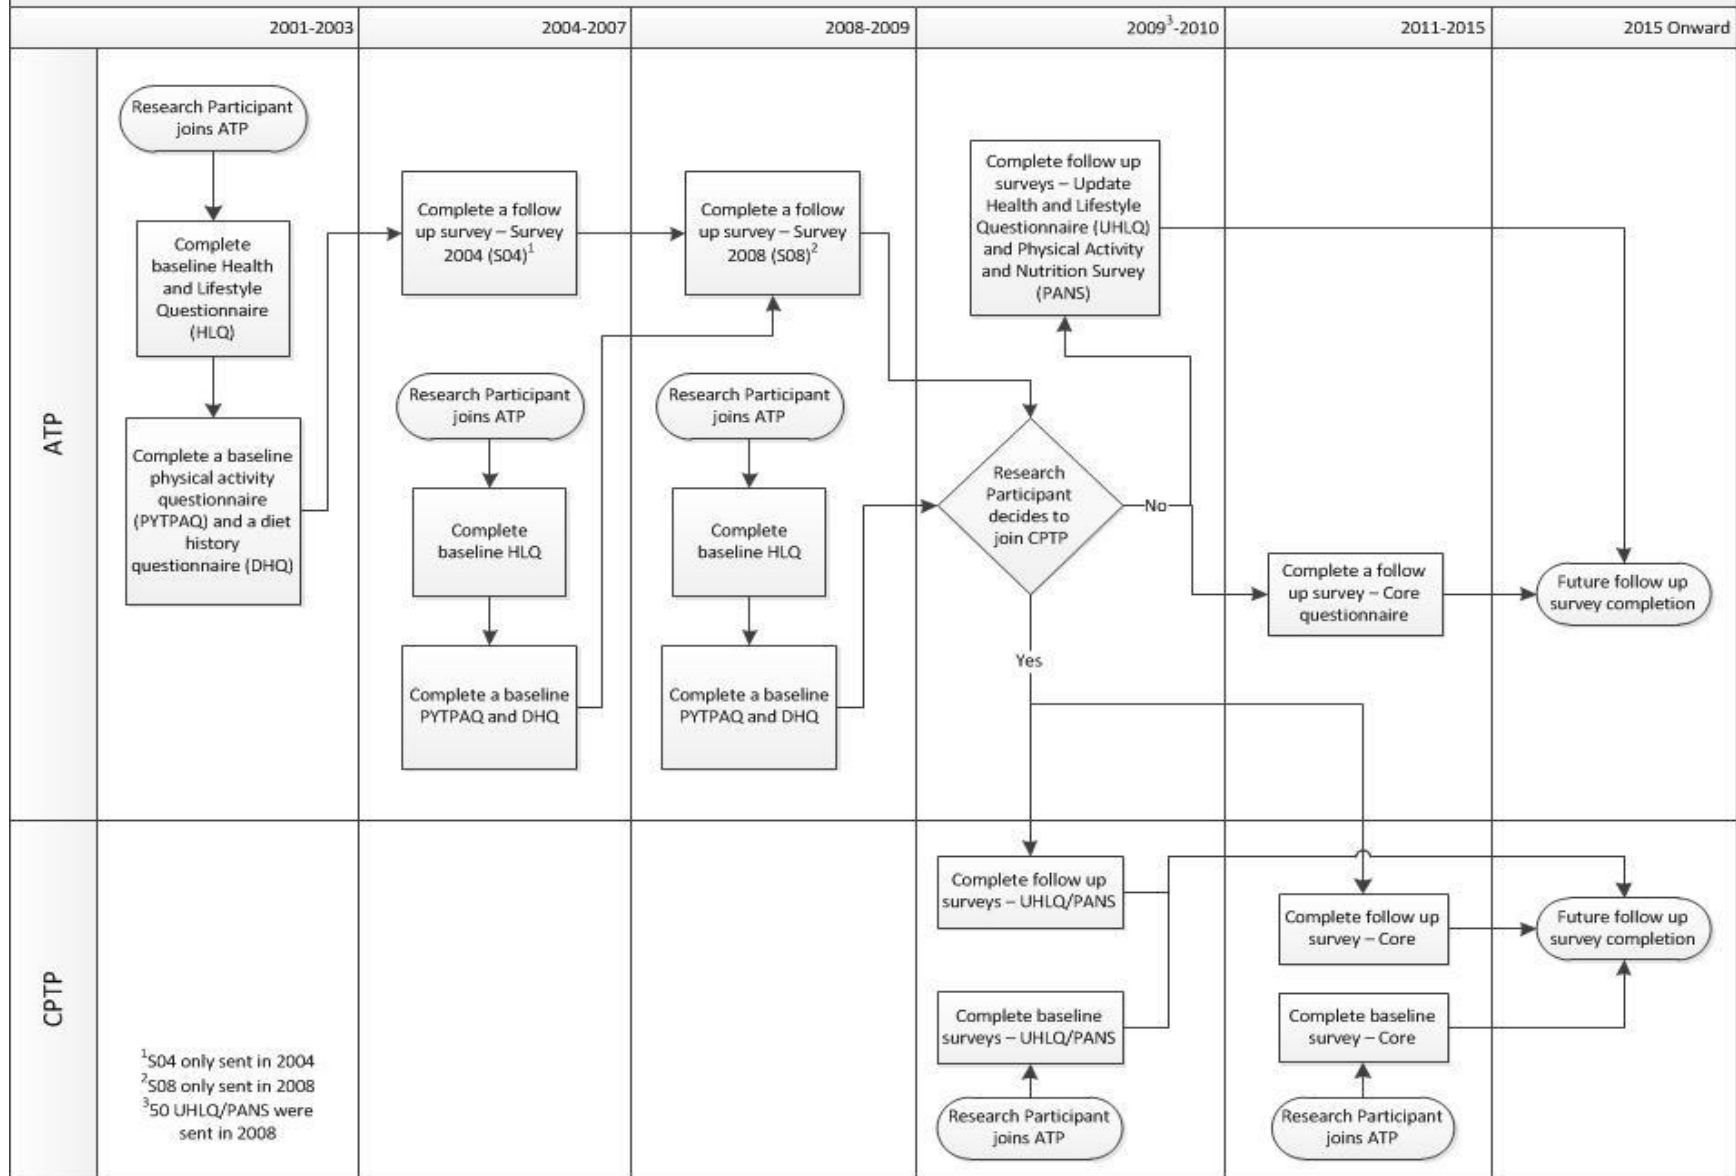 2001-2003
2004-2007
2008-2009
2009³-2010
2011-2015
2015 Onward
ATP
Research Participant
joins ATP
Complete
baseline Health
and Lifestyle
Questionnaire
(HLQ)
Complete a baseline
physical activity
questionnaire
(PYTPAQ) and a diet
history
questionnaire (DHQ)
Complete a follow
up survey – Survey
2004 (S04)¹
Research Participant
joins ATP
Complete
baseline HLQ
Complete a baseline
PYTPAQ and DHQ
Complete a follow
up survey – Survey
2008 (S08)²
Research Participant
joins ATP
Complete
baseline HLQ
Complete a baseline
PYTPAQ and DHQ
Complete follow up
surveys – Update
Health and Lifestyle
Questionnaire (UHLQ)
and Physical Activity
and Nutrition Survey
(PANS)
Research
Participant
decides to
join CPTP
No
Yes
Complete a follow
up survey – Core
questionnaire
Future follow up
survey completion
CPTP
¹S04 only sent in 2004
²S08 only sent in 2008
³50 UHLQ/PANS were
sent in 2008
Complete follow up
surveys – UHLQ/PANS
Complete baseline
surveys – UHLQ/PANS
Research Participant
joins ATP
Complete follow up
survey – Core
Complete baseline
survey – Core
Research Participant
joins ATP
Future follow up
survey completion